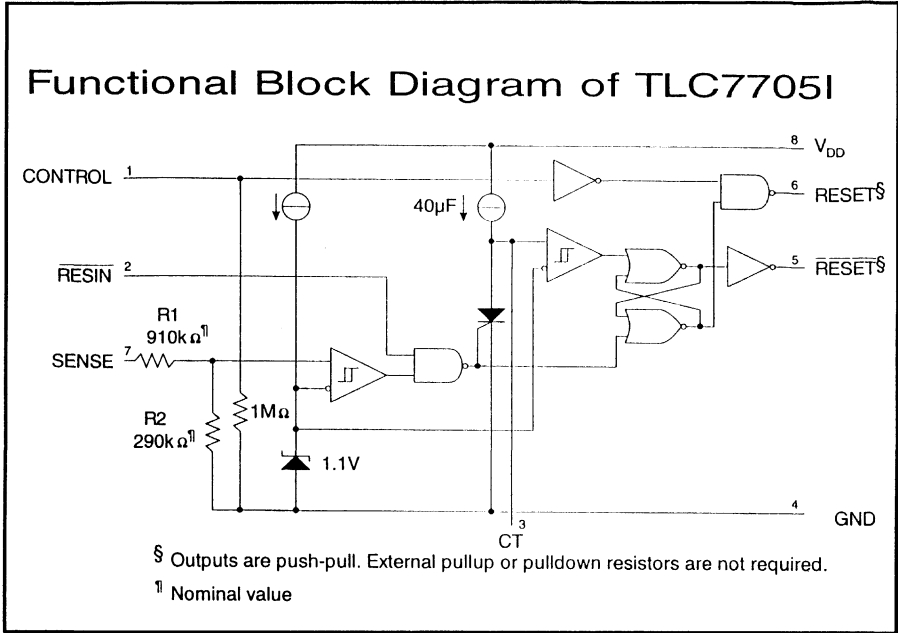 Functional Block Diagram of TLC7705I
8 VDD
CONTROL 1
40μF
6 RESET§
RESIN 2
5 RESET§
R1
910kΩ¶
SENSE 7
R2
290kΩ¶
1MΩ
1.1V
4
GND
3
CT
§ Outputs are push-pull. External pullup or pulldown resistors are not required.
¶ Nominal value